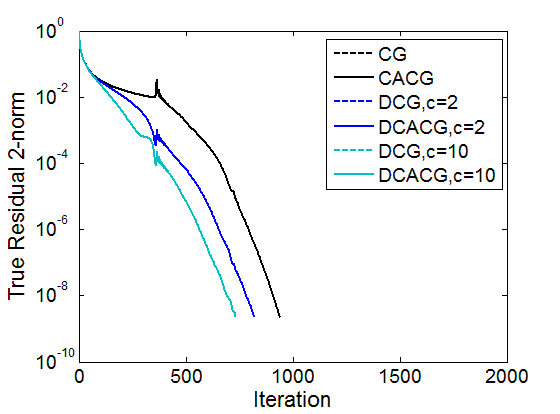 10^0
10^-2
10^-4
10^-6
10^-8
10^-10
True Residual 2-norm
CG
CACG
DCG,c=2
DCACG,c=2
DCG,c=10
DCACG,c=10
0 500 1000 1500 2000
Iteration